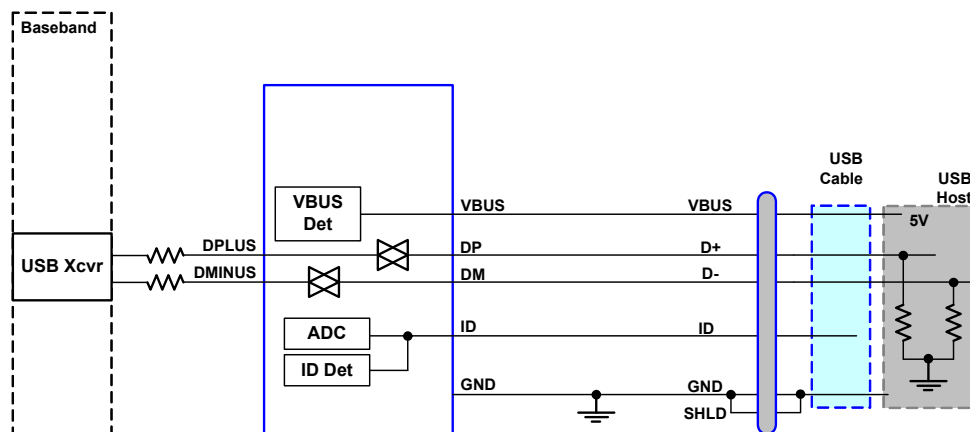 Baseband
USB
Cable
USB
Host
VBUS
Det
VBUS
VBUS
5V
USB Xcvr
DPLUS
DP
D+
DMINUS
DM
D-
ADC
ID
ID
ID Det
GND
GND
SHLD